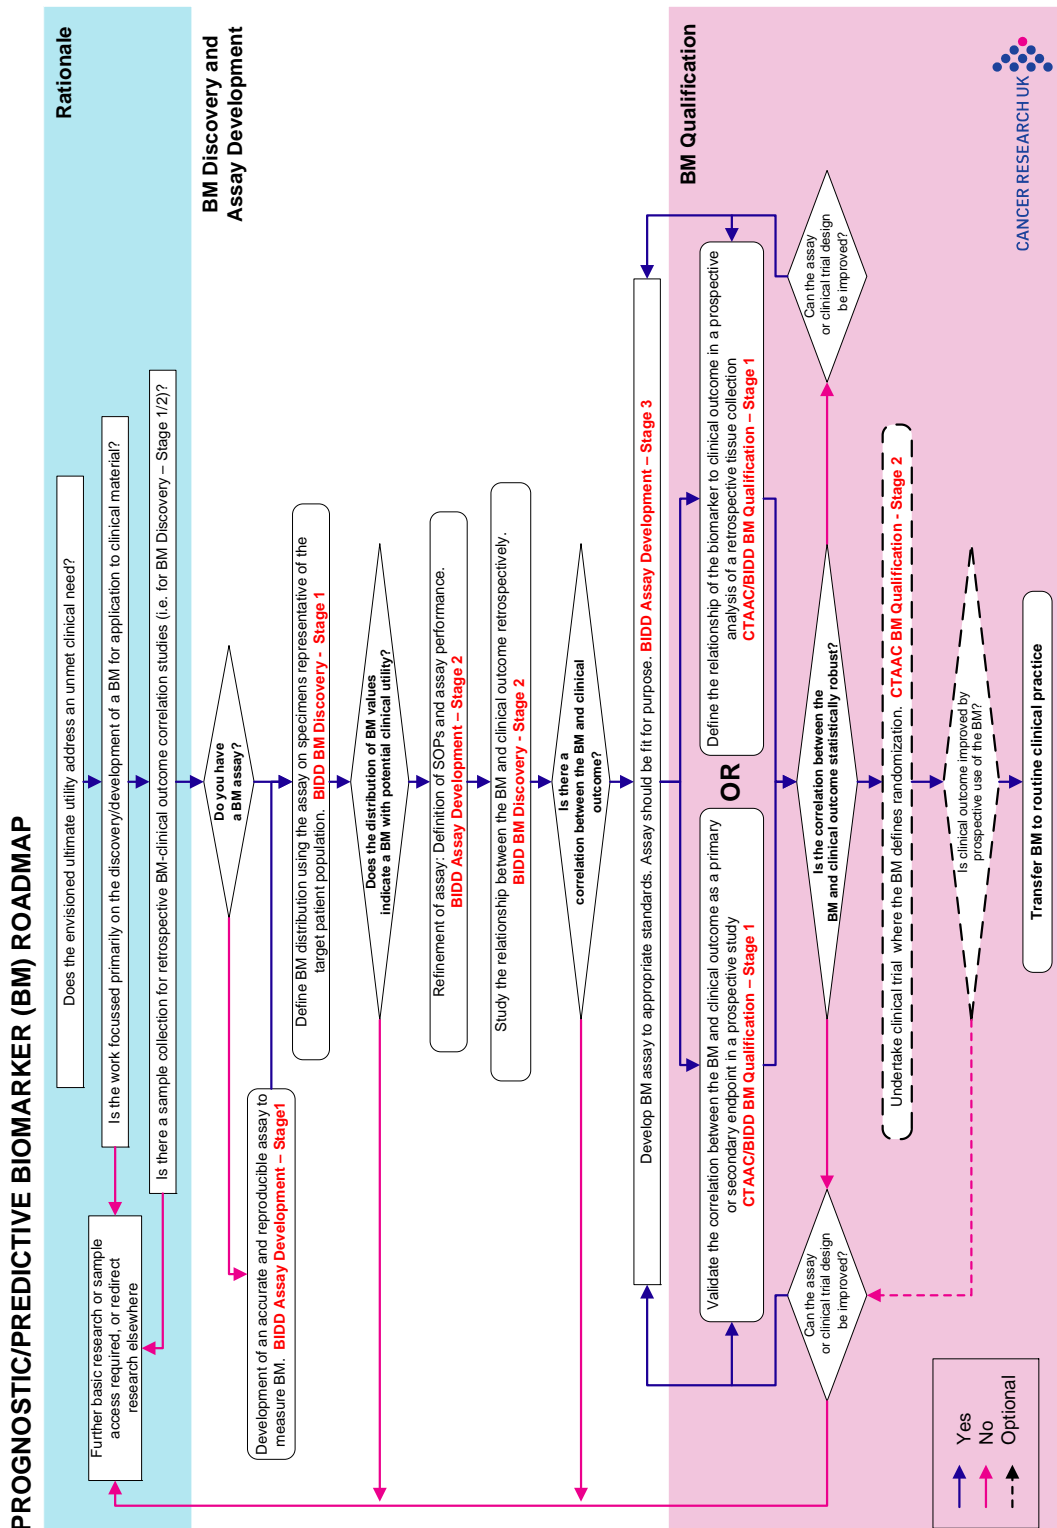 PROGNOSTIC/PREDICTIVE BIOMARKER (BM) ROADMAP
Rationale
Does the envisioned ultimate utility address an unmet clinical need?
Is the work focussed primarily on the discovery/development of a BM for application to clinical material?
Is there a sample collection for retrospective BM-clinical outcome correlation studies (i.e. for BM Discovery – Stage 1/2)?
Further basic research or sample
access required, or redirect
research elsewhere
BM Discovery and
Assay Development
Do you have
a BM assay?
Development of an accurate and reproducible assay to
measure BM. BIDD Assay Development – Stage1
Define BM distribution using the assay on specimens representative of the
target patient population. BIDD BM Discovery - Stage 1
Does the distribution of BM values
indicate a BM with potential clinical utility?
Refinement of assay: Definition of SOPs and assay performance.
BIDD Assay Development – Stage 2
Study the relationship between the BM and clinical outcome retrospectively.
BIDD BM Discovery - Stage 2
Is there a
correlation between the BM and clinical
outcome?
Develop BM assay to appropriate standards. Assay should be fit for purpose. BIDD Assay Development – Stage 3
BM Qualification
Validate the correlation between the BM and clinical outcome as a primary
or secondary endpoint in a prospective study
CTAAC/BIDD BM Qualification – Stage 1
OR
Define the relationship of the biomarker to clinical outcome in a prospective
analysis of a retrospective tissue collection
CTAAC/BIDD BM Qualification – Stage 1
Can the assay
or clinical trial design
be improved?
Is the correlation between the
BM and clinical outcome statistically robust?
Can the assay
or clinical trial design
be improved?
Undertake clinical trial where the BM defines randomization. CTAAC BM Qualification - Stage 2
Is clinical outcome improved by
prospective use of the BM?
Transfer BM to routine clinical practice
Yes
No
Optional
CANCER RESEARCH UK